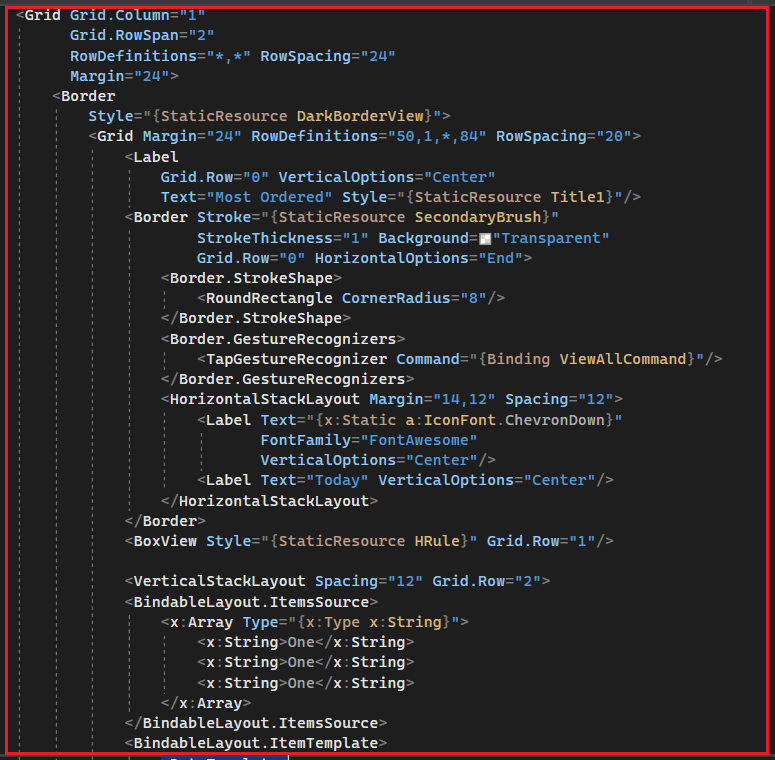 <Grid Grid.Column="1"
Grid.RowSpan="2"
RowDefinitions="*,*" RowSpacing="24"
Margin="24">
<Border
Style="{StaticResource DarkBorderView}">
<Grid Margin="24" RowDefinitions="50,1,*,84" RowSpacing="20">
<Label
Grid.Row="0" VerticalOptions="Center"
Text="Most Ordered" Style="{StaticResource Title1}"/>
<Border Stroke="{StaticResource SecondaryBrush}"
StrokeThickness="1" Background="Transparent"
Grid.Row="0" HorizontalOptions="End">
<Border.StrokeShape>
<RoundRectangle CornerRadius="8"/>
</Border.StrokeShape>
<Border.GestureRecognizers>
<TapGestureRecognizer Command="{Binding ViewAllCommand}"/>
</Border.GestureRecognizers>
<HorizontalStackLayout Margin="14,12" Spacing="12">
<Label Text="{x:Static a:IconFont.ChevronDown}"
FontFamily="FontAwesome"
VerticalOptions="Center"/>
<Label Text="Today" VerticalOptions="Center"/>
</HorizontalStackLayout>
</Border>
<BoxView Style="{StaticResource HRule}" Grid.Row="1"/>
<VerticalStackLayout Spacing="12" Grid.Row="2">
<BindableLayout.ItemsSource>
<x:Array Type="{x:Type x:String}">
<x:String>One</x:String>
<x:String>One</x:String>
<x:String>One</x:String>
</x:Array>
</BindableLayout.ItemsSource>
<BindableLayout.ItemTemplate>